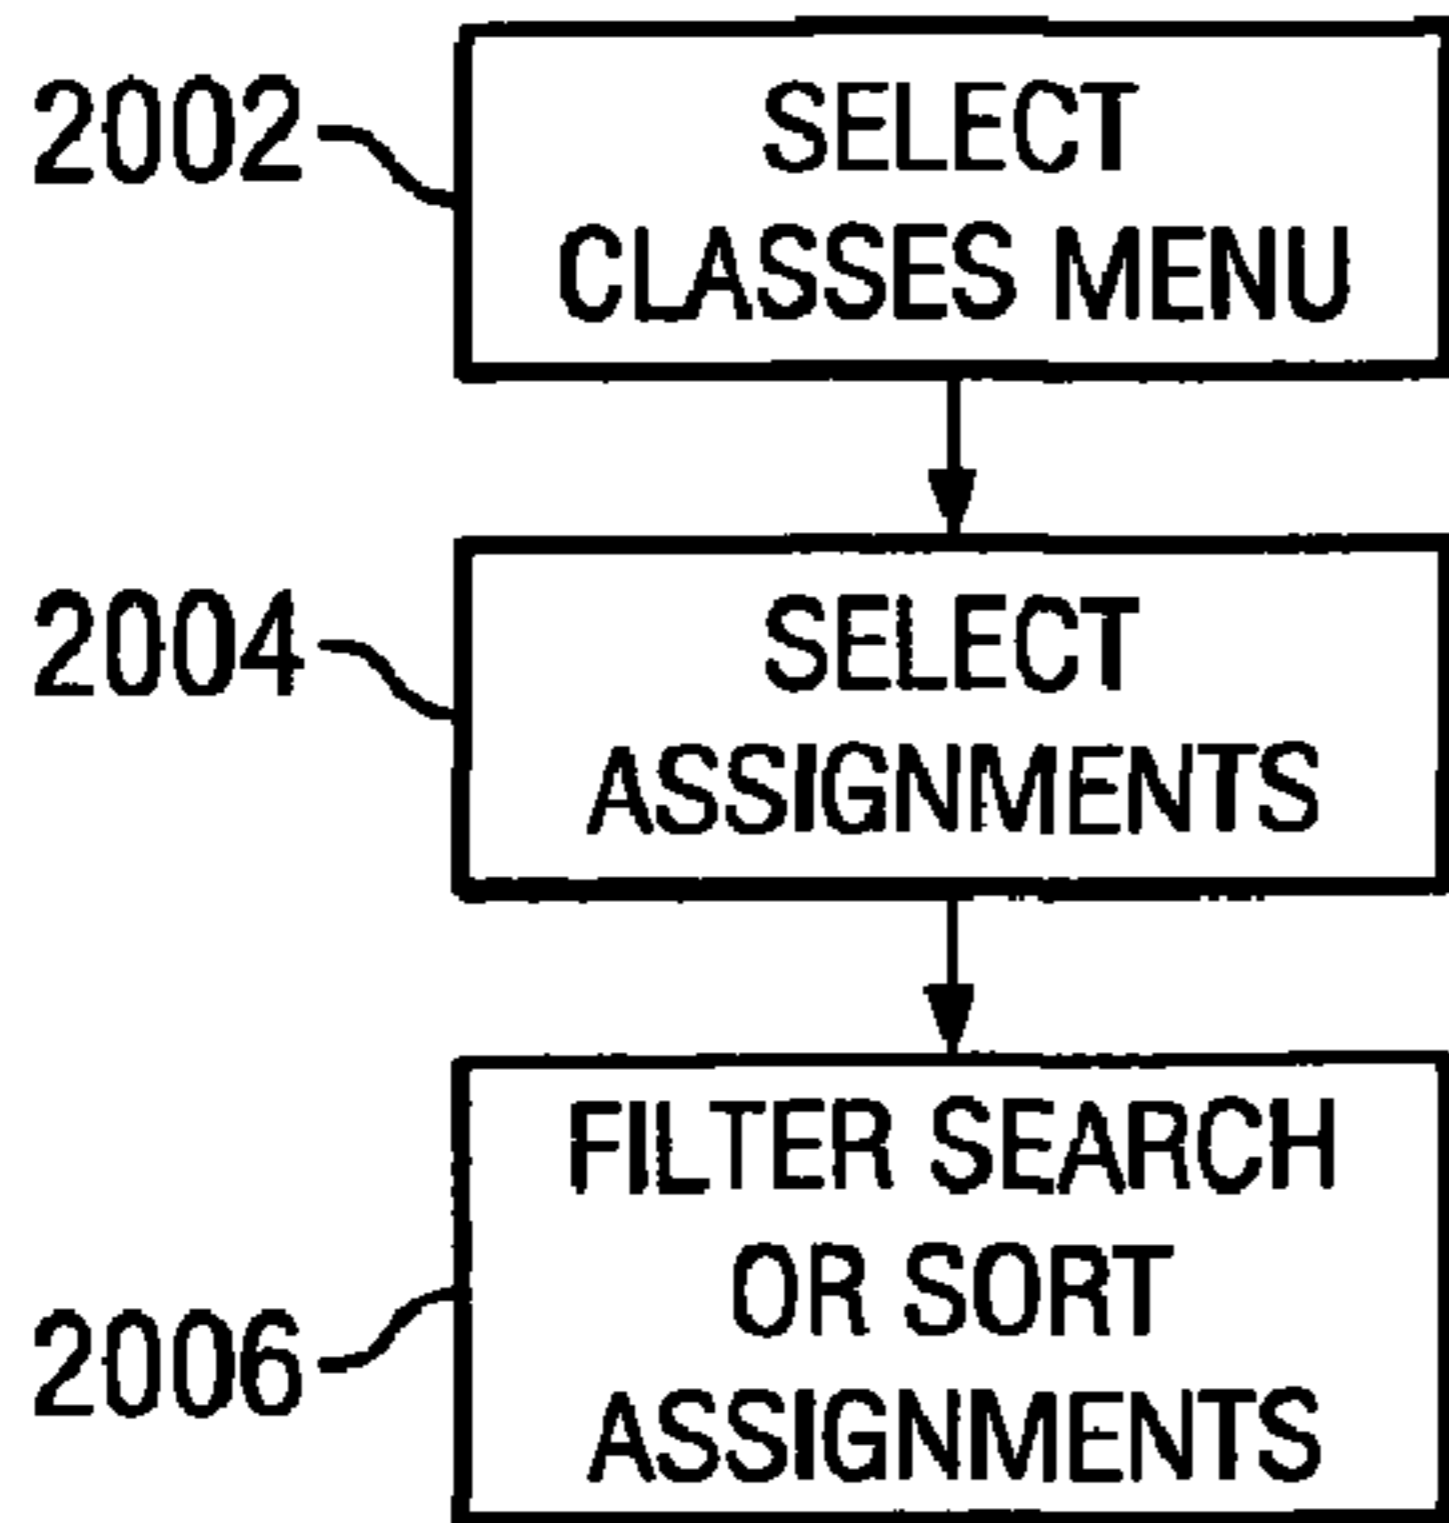 2002
SELECT
CLASSES MENU
2004
SELECT
ASSIGNMENTS
FILTER SEARCH
OR SORT
2006
ASSIGNMENTS